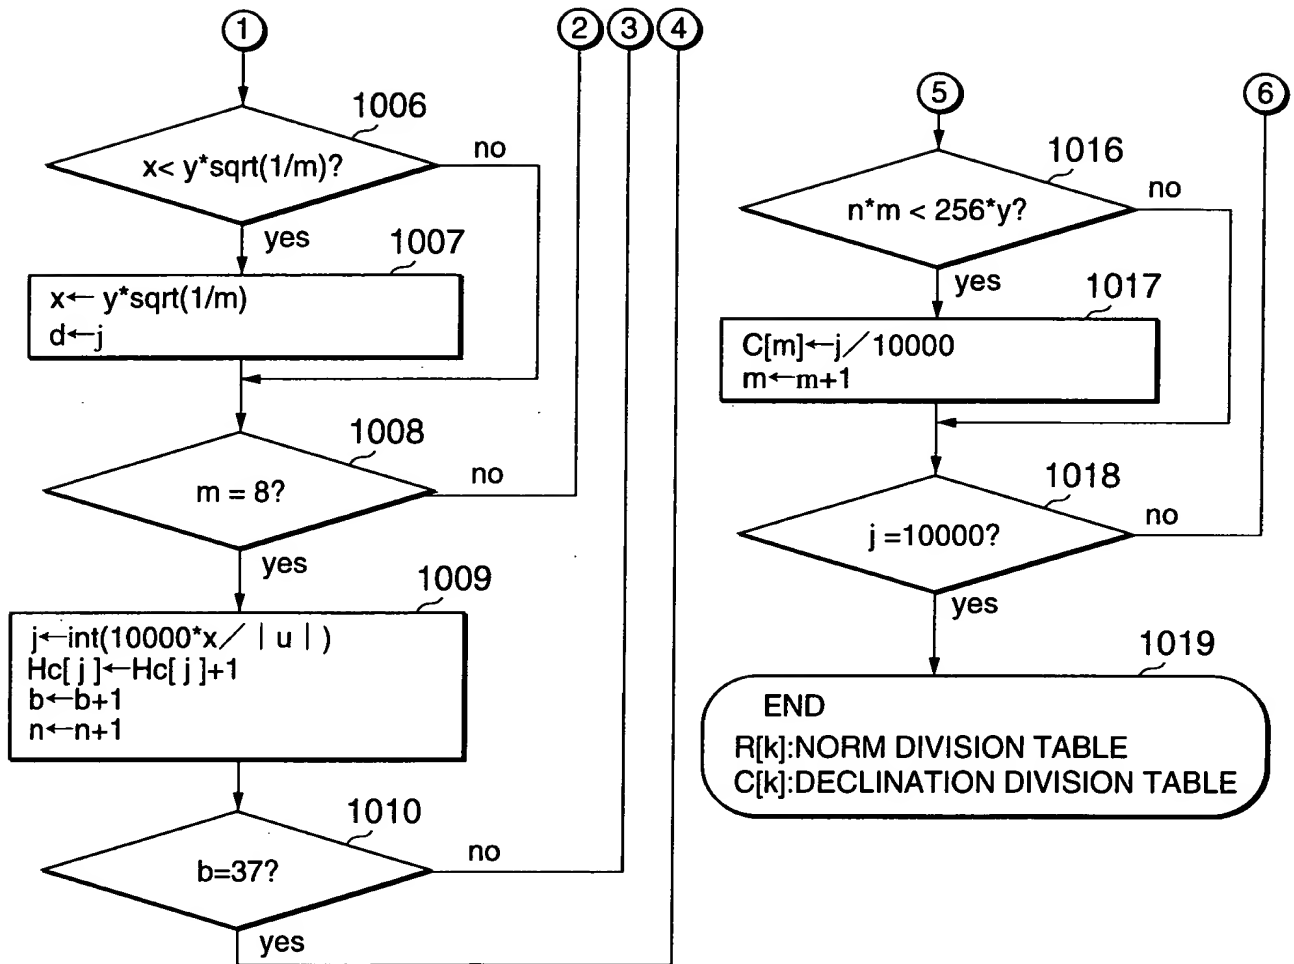 1
1006
x< y*sqrt(1/m)?
no
yes
1007
x← y*sqrt(1/m)
d←j
1008
m = 8?
no
yes
1009
j←int(10000*x/|u|)
Hc[j]←Hc[j]+1
b←b+1
n←n+1
1010
b=37?
no
yes
2
3
4
5
1016
n*m < 256*y?
no
yes
1017
C[m]←j/10000
m←m+1
1018
j=10000?
no
yes
1019
END
R[k]:NORM DIVISION TABLE
C[k]:DECLINATION DIVISION TABLE
6